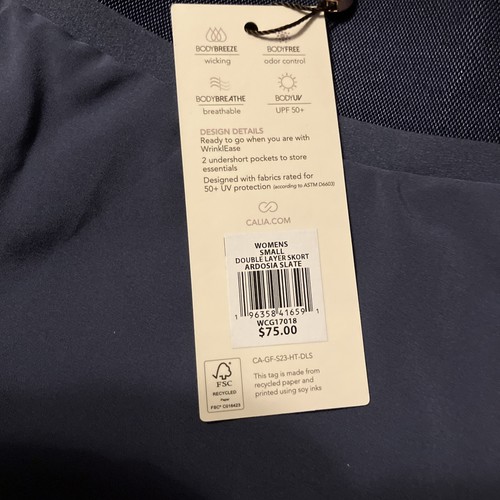 BODYBREEZE BODYFREE
wicking odor control
BODYBREATHE BODYUV
breathable UPF 50+
DESIGN DETAILS
Ready to go when you are with
WrinklEase
2 undershort pockets to store
essentials
Designed with fabrics rated for
50+ UV protection (according to ASTM D6603)
CALIA.COM
WOMENS
SMALL
DOUBLE LAYER SKORT
ARDOSIA SLATE
1 96358 41659 1
WCG17018
$75.00
CA-GF-S23-HT-DLS
This tag is made from
recycled paper and
printed using soy inks
FSC
RECYCLED
Paper
FSC® C016423